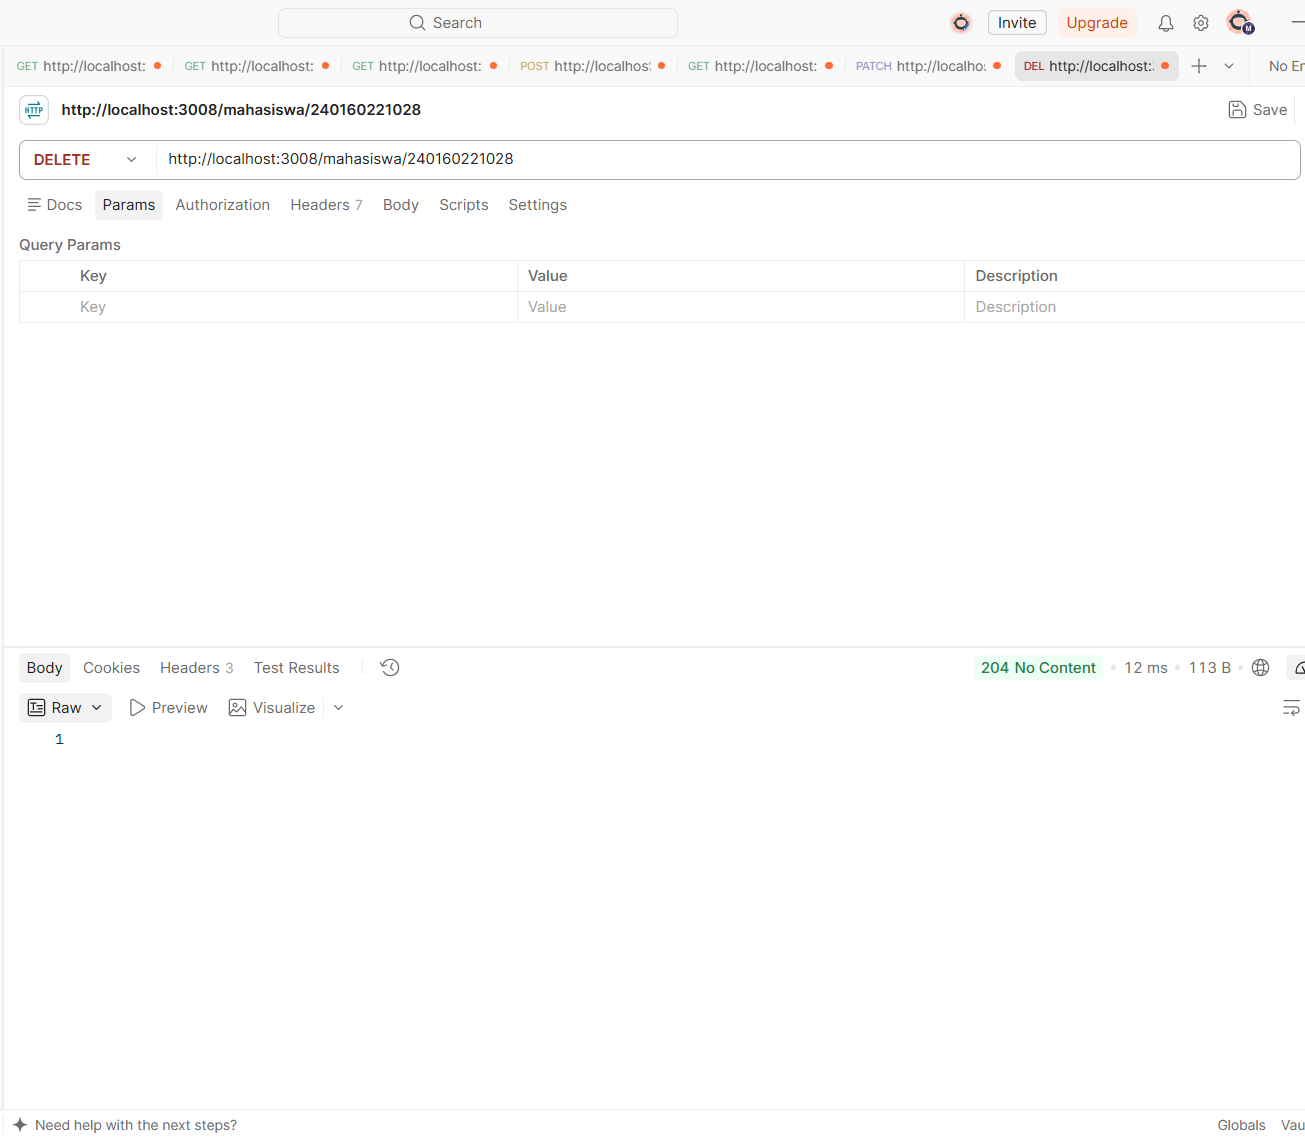 Search
Invite
Upgrade
M
GET http://localhost:
GET http://localhost:
GET http://localhost:
POST http://localhos
GET http://localhost:
PATCH http://localho
DEL http://localhost:
No En
HTTP
http://localhost:3008/mahasiswa/240160221028
Save
DELETE
http://localhost:3008/mahasiswa/240160221028
Docs
Params
Authorization
Headers 7
Body
Scripts
Settings
Query Params
Key Value Description
Key Value Description
Body
Cookies
Headers 3
Test Results
204 No Content
12 ms
113 B
Raw
Preview
Visualize
1
Need help with the next steps?
Globals
Vau